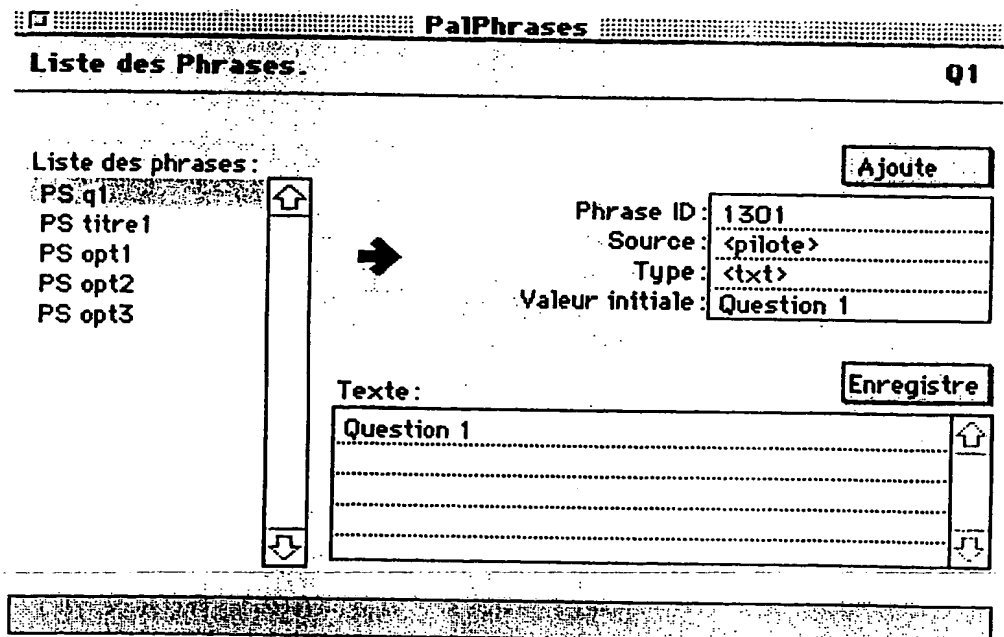 PalPhrases
Liste des Phrases.
Q1
Liste des phrases:
PS q1
PS titre1
PS opt1
PS opt2
PS opt3
Ajoute
Phrase ID: 1301
Source: <pilote>
Type: <txt>
Valeur initiale: Question 1
Enregistre
Texte:
Question 1